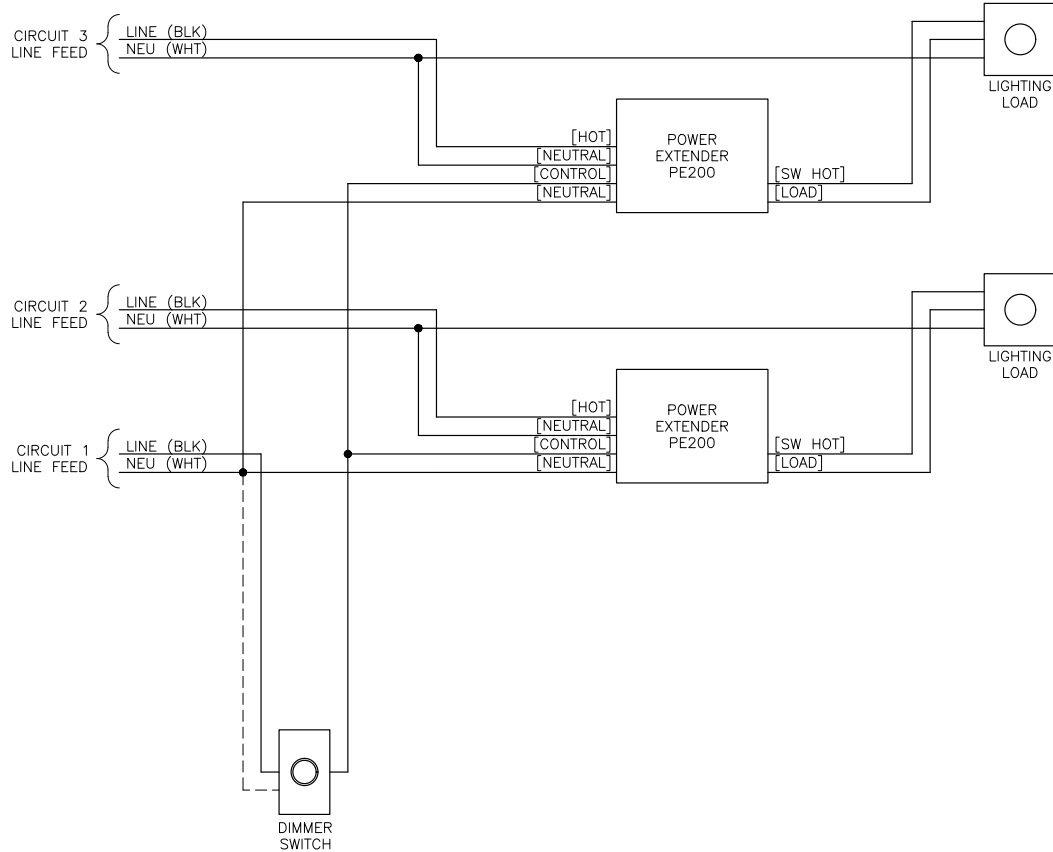 CIRCUIT 3
LINE FEED
LINE (BLK)
NEU (WHT)
LIGHTING
LOAD
[HOT]
[NEUTRAL]
[CONTROL]
[NEUTRAL]
POWER
EXTENDER
PE200
[SW HOT]
[LOAD]
CIRCUIT 2
LINE FEED
LINE (BLK)
NEU (WHT)
LIGHTING
LOAD
[HOT]
[NEUTRAL]
[CONTROL]
[NEUTRAL]
POWER
EXTENDER
PE200
[SW HOT]
[LOAD]
CIRCUIT 1
LINE FEED
LINE (BLK)
NEU (WHT)
DIMMER
SWITCH